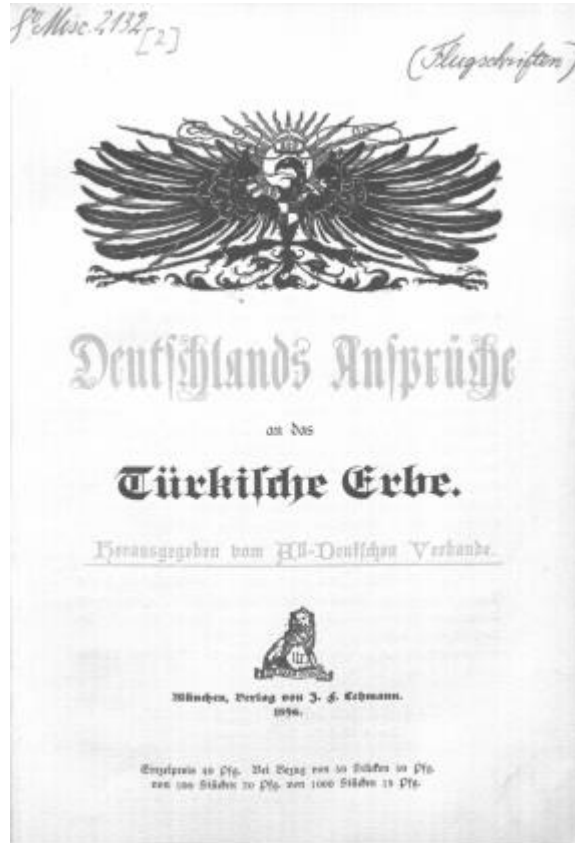 8° Misc. 2132 [2]
(Flugschriften)
Deutschlands Ansprüche
an das
Türkische Erbe.
Herausgegeben vom All-Deutschen Verbande.
München, Verlag von J. F. Lehmann.
1896.
Einzelpreis 40 Pfg. Bei Bezug von 50 Stücken 30 Pfg.
von 100 Stücken 20 Pfg. von 1000 Stücken 15 Pfg.